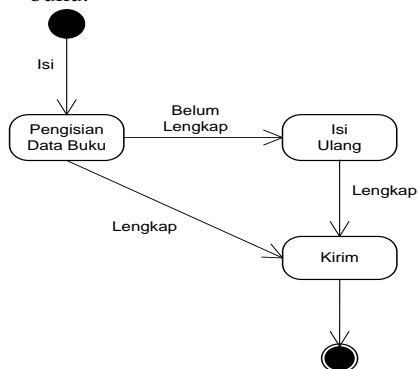 Isi
Pengisian
Data Buku
Belum
Lengkap
Isi
Ulang
Lengkap
Lengkap
Kirim